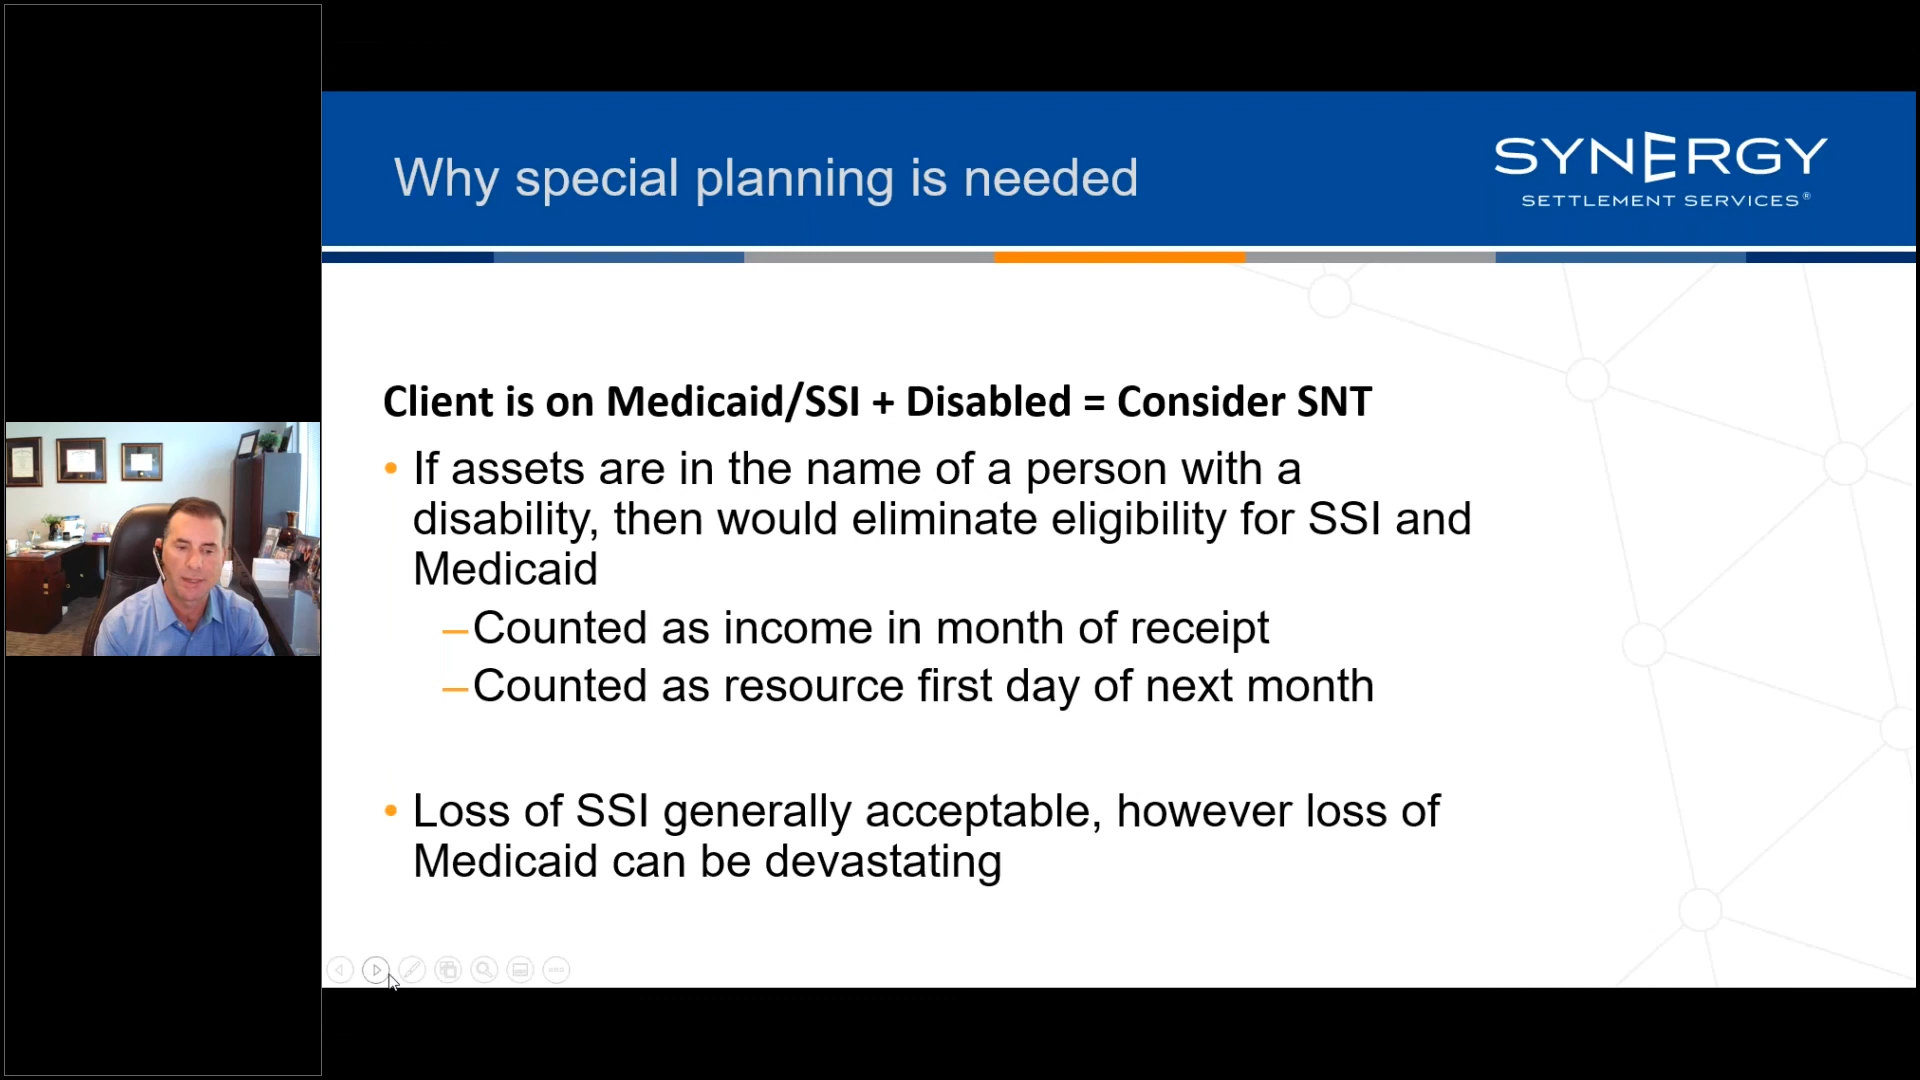 Why special planning is needed
SYNERGY
SETTLEMENT SERVICES®
Client is on Medicaid/SSI + Disabled = Consider SNT
• If assets are in the name of a person with a
disability, then would eliminate eligibility for SSI and
Medicaid
–Counted as income in month of receipt
–Counted as resource first day of next month
• Loss of SSI generally acceptable, however loss of
Medicaid can be devastating